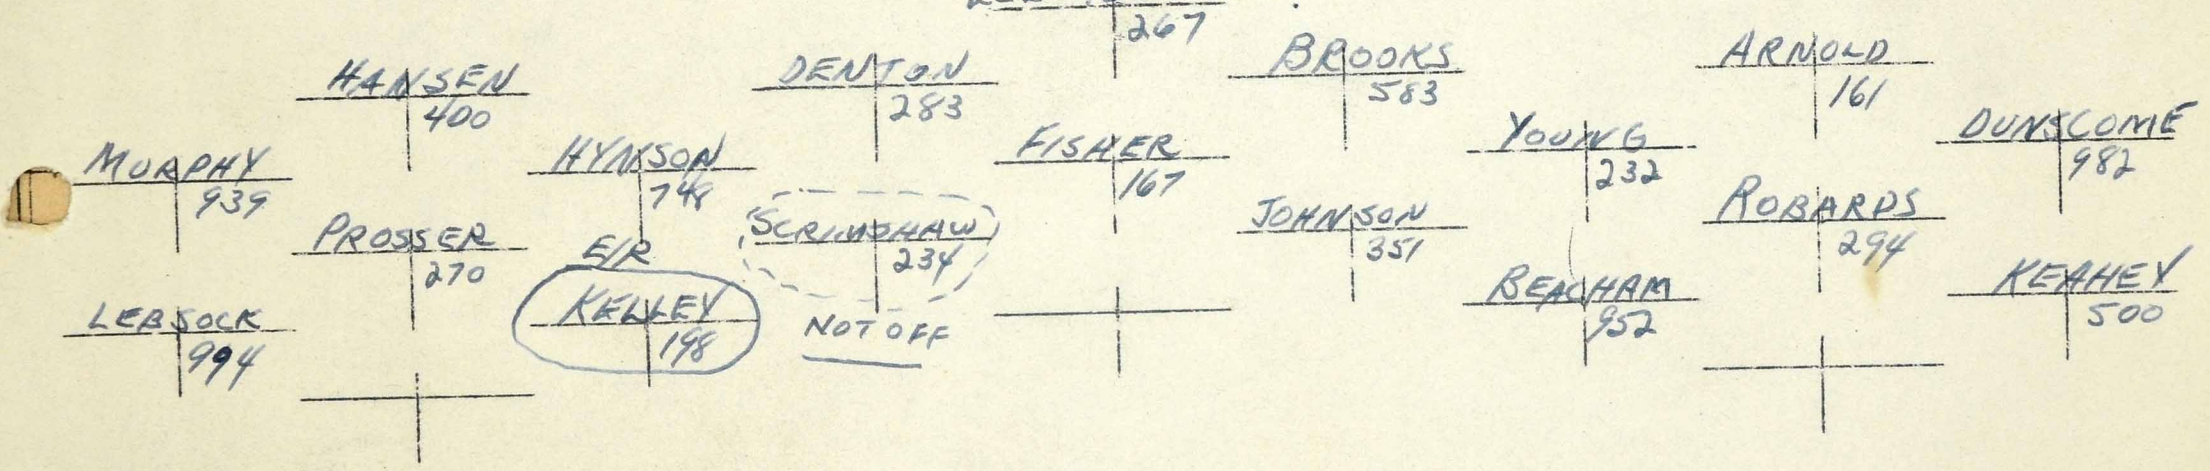 267
HANSEN
400
DENTON
283
BROOKS
583
ARNOLD
161
MURPHY
939
HYNSON
748
FISHER
167
YOUNG
232
DUNSCOME
982
PROSSER
270
E/R
SCRIMSHAW
234
NOT OFF
JOHNSON
351
ROBARDS
294
LEBSOCK
994
KELLEY
198
BEACHAM
952
KEAHEY
500